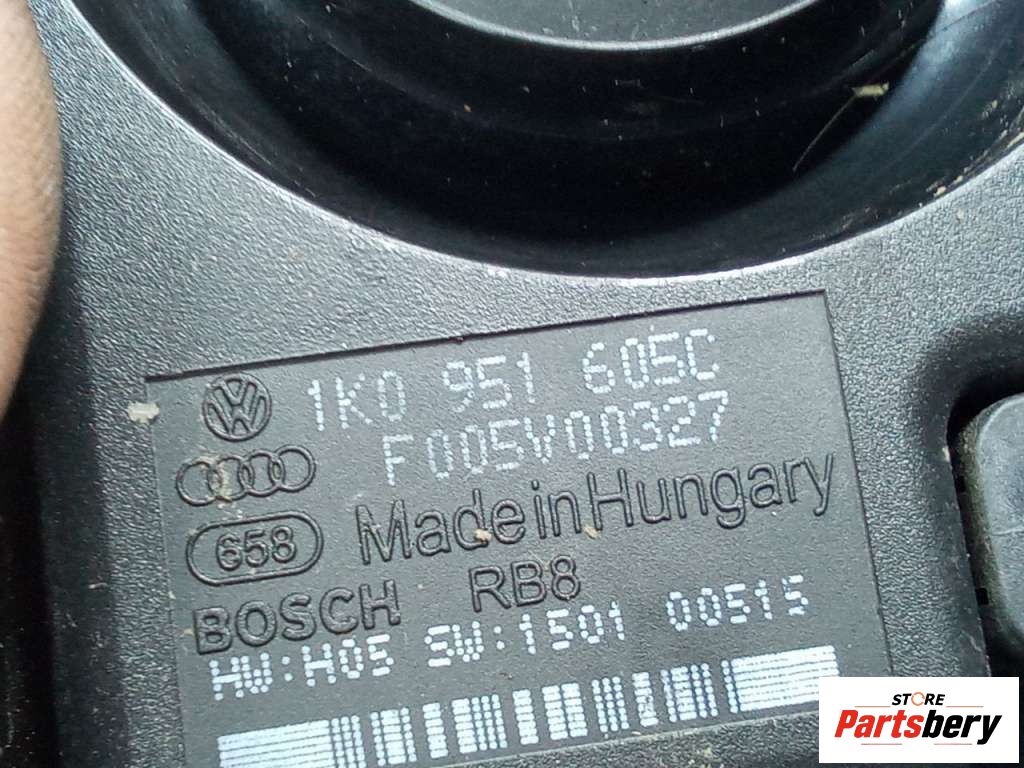 1K0 951 605C
F005V00327
Made in Hungary
658
BOSCH RB8
HW:H05 SW:1501 00515
STORE
Partsbery